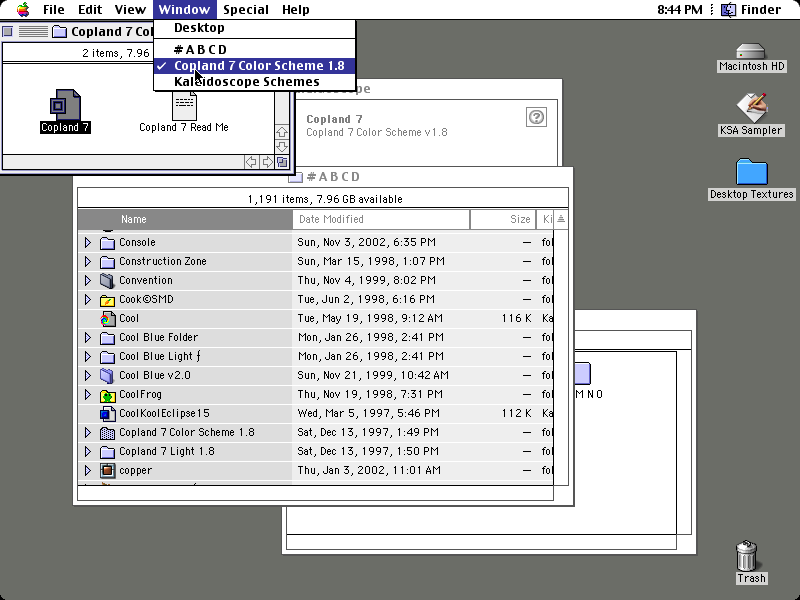 File Edit View Window Special Help 8:44 PM Finder
Copland 7 Col
Desktop
#ABCD
✓ Copland 7 Color Scheme 1.8
Kaleidoscope Schemes
2 items, 7.96
Copland 7
Copland 7 Read Me
Macintosh HD
KSA Sampler
Desktop Textures
Trash
Copland 7
Copland 7 Color Scheme v1.8
#ABCD
1,191 items, 7.96 GB available
Name Date Modified Size Ki
Console Sun, Nov 3, 2002, 6:35 PM — fol
Construction Zone Sun, Mar 15, 1998, 1:07 PM — fol
Convention Thu, Nov 4, 1999, 8:02 PM — fol
Cook©SMD Tue, Jun 2, 1998, 6:16 PM — fol
Cool Tue, May 19, 1998, 9:12 AM 116 K Ka
Cool Blue Folder Mon, Jan 26, 1998, 2:41 PM — fol
Cool Blue Light ƒ Mon, Jan 26, 1998, 2:41 PM — fol
Cool Blue v2.0 Sun, Nov 21, 1999, 10:42 AM — fol
CoolFrog Thu, Nov 19, 1998, 7:31 PM — fol
CoolKoolEclipse15 Wed, Mar 5, 1997, 5:46 PM 112 K Ka
Copland 7 Color Scheme 1.8 Sat, Dec 13, 1997, 1:49 PM — fol
Copland 7 Light 1.8 Sat, Dec 13, 1997, 1:50 PM — fol
copper Thu, Jan 3, 2002, 11:01 AM — fol
M N O